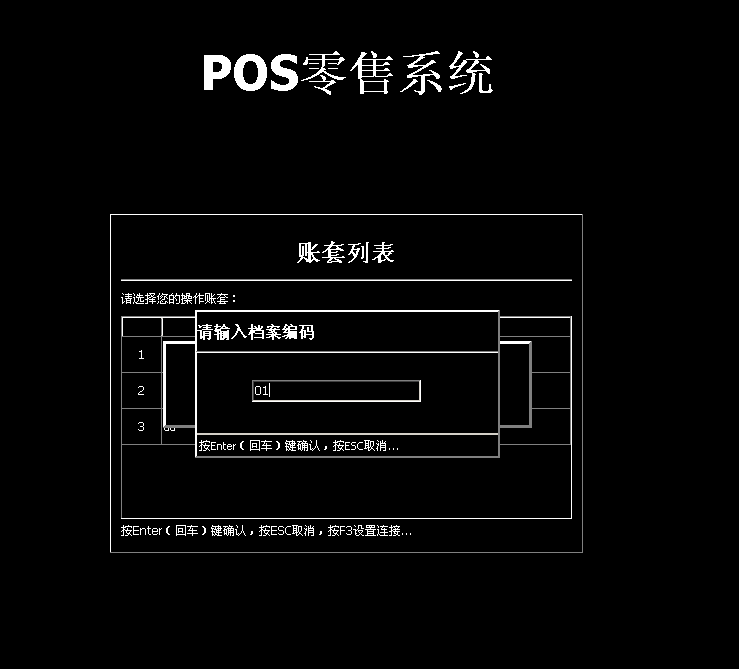 POS零售系统
账套列表
请选择您的操作账套：
请输入档案编码
1
01
2
3
按Enter（回车）键确认，按ESC取消...
按Enter（回车）键确认，按ESC取消，按F3设置连接...